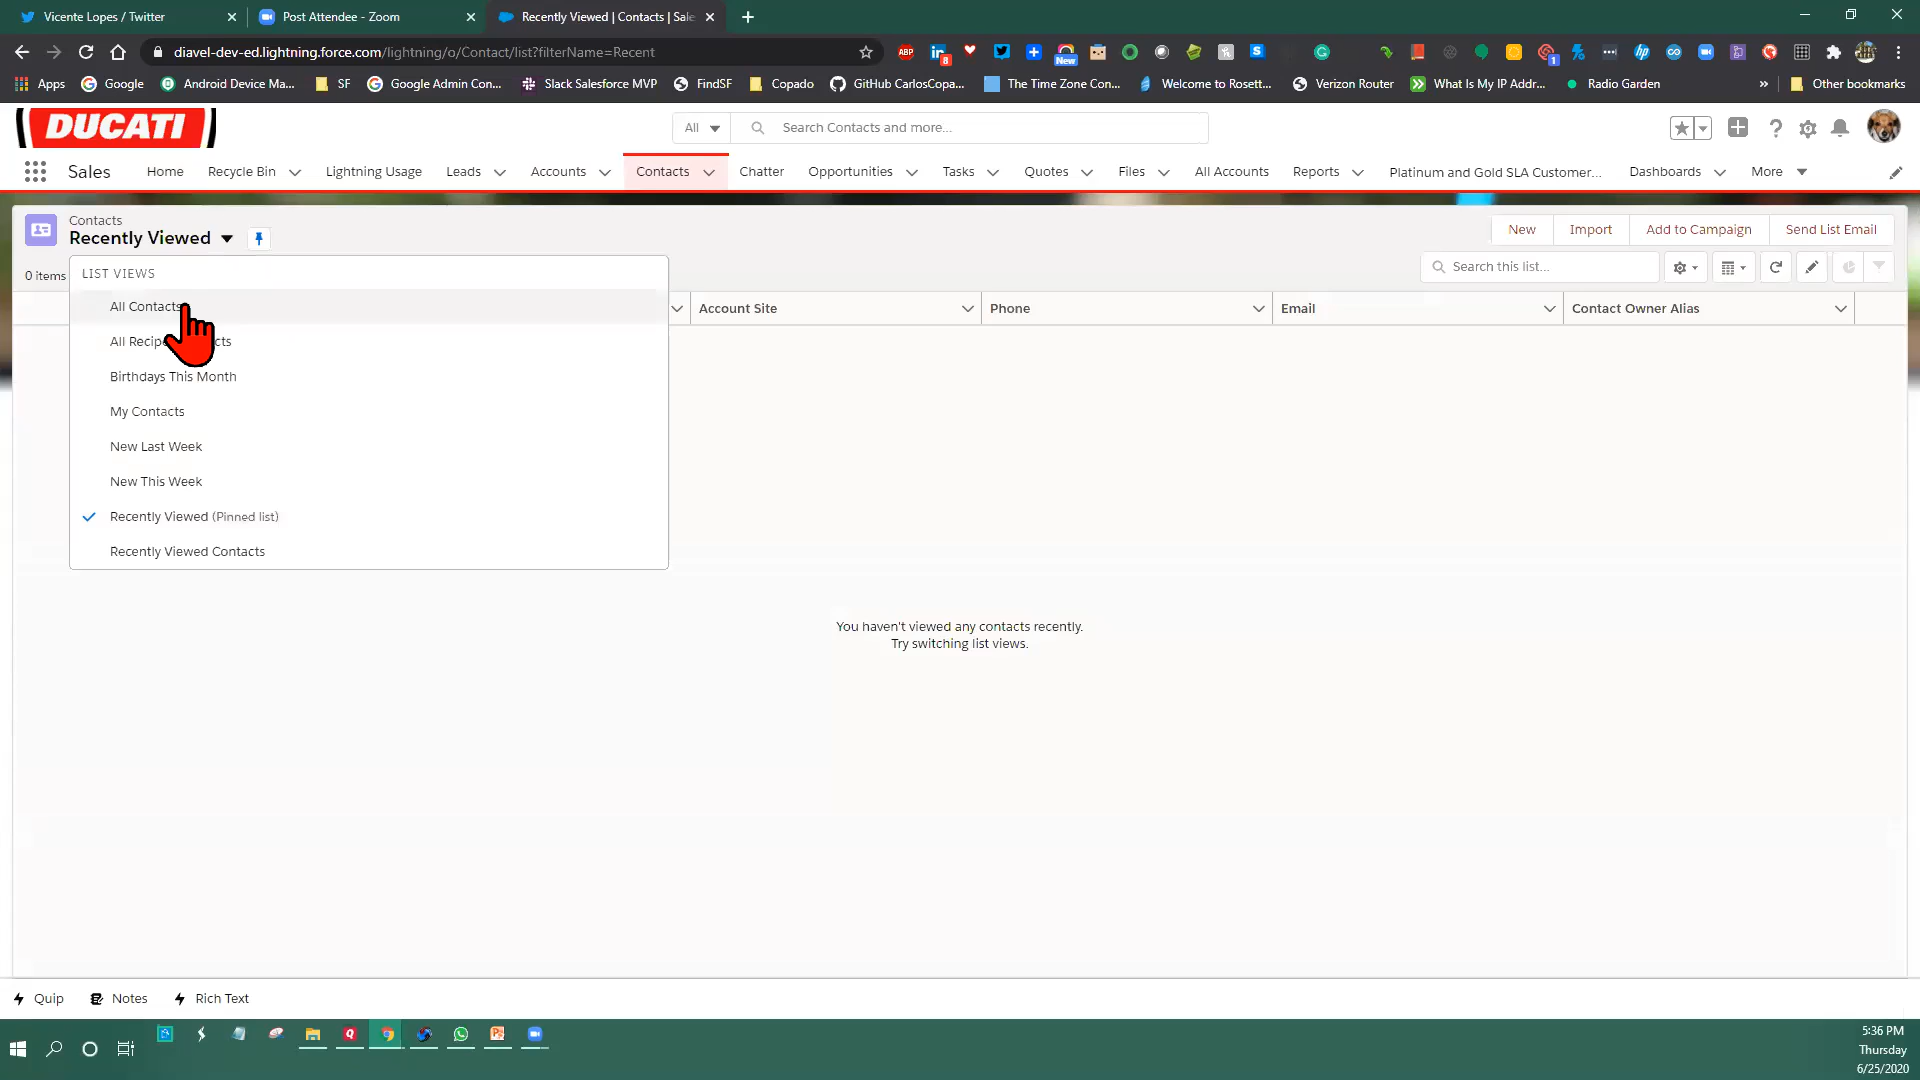 Vicente Lopes / Twitter
Post Attendee - Zoom
Recently Viewed | Contacts | Sale
diavel-dev-ed.lightning.force.com/lightning/o/Contact/list?filterName=Recent
ABP
8
New
1
Apps
Google
Android Device Ma...
SF
Google Admin Con...
Slack Salesforce MVP
FindSF
Copado
GitHub CarlosCopa...
The Time Zone Con...
Welcome to Rosett...
Verizon Router
What Is My IP Addr...
Radio Garden
»
Other bookmarks
DUCATI
All
Search Contacts and more...
Sales
Home
Recycle Bin
Lightning Usage
Leads
Accounts
Contacts
Chatter
Opportunities
Tasks
Quotes
Files
All Accounts
Reports
Platinum and Gold SLA Customer...
Dashboards
More
Contacts
Recently Viewed
New
Import
Add to Campaign
Send List Email
0 items
Search this list...
LIST VIEWS
All Contacts
All Recip
cts
Birthdays This Month
My Contacts
New Last Week
New This Week
Recently Viewed (Pinned list)
Recently Viewed Contacts
Account Site
Phone
Email
Contact Owner Alias
You haven't viewed any contacts recently.
Try switching list views.
Quip
Notes
Rich Text
5:36 PM
Thursday
6/25/2020